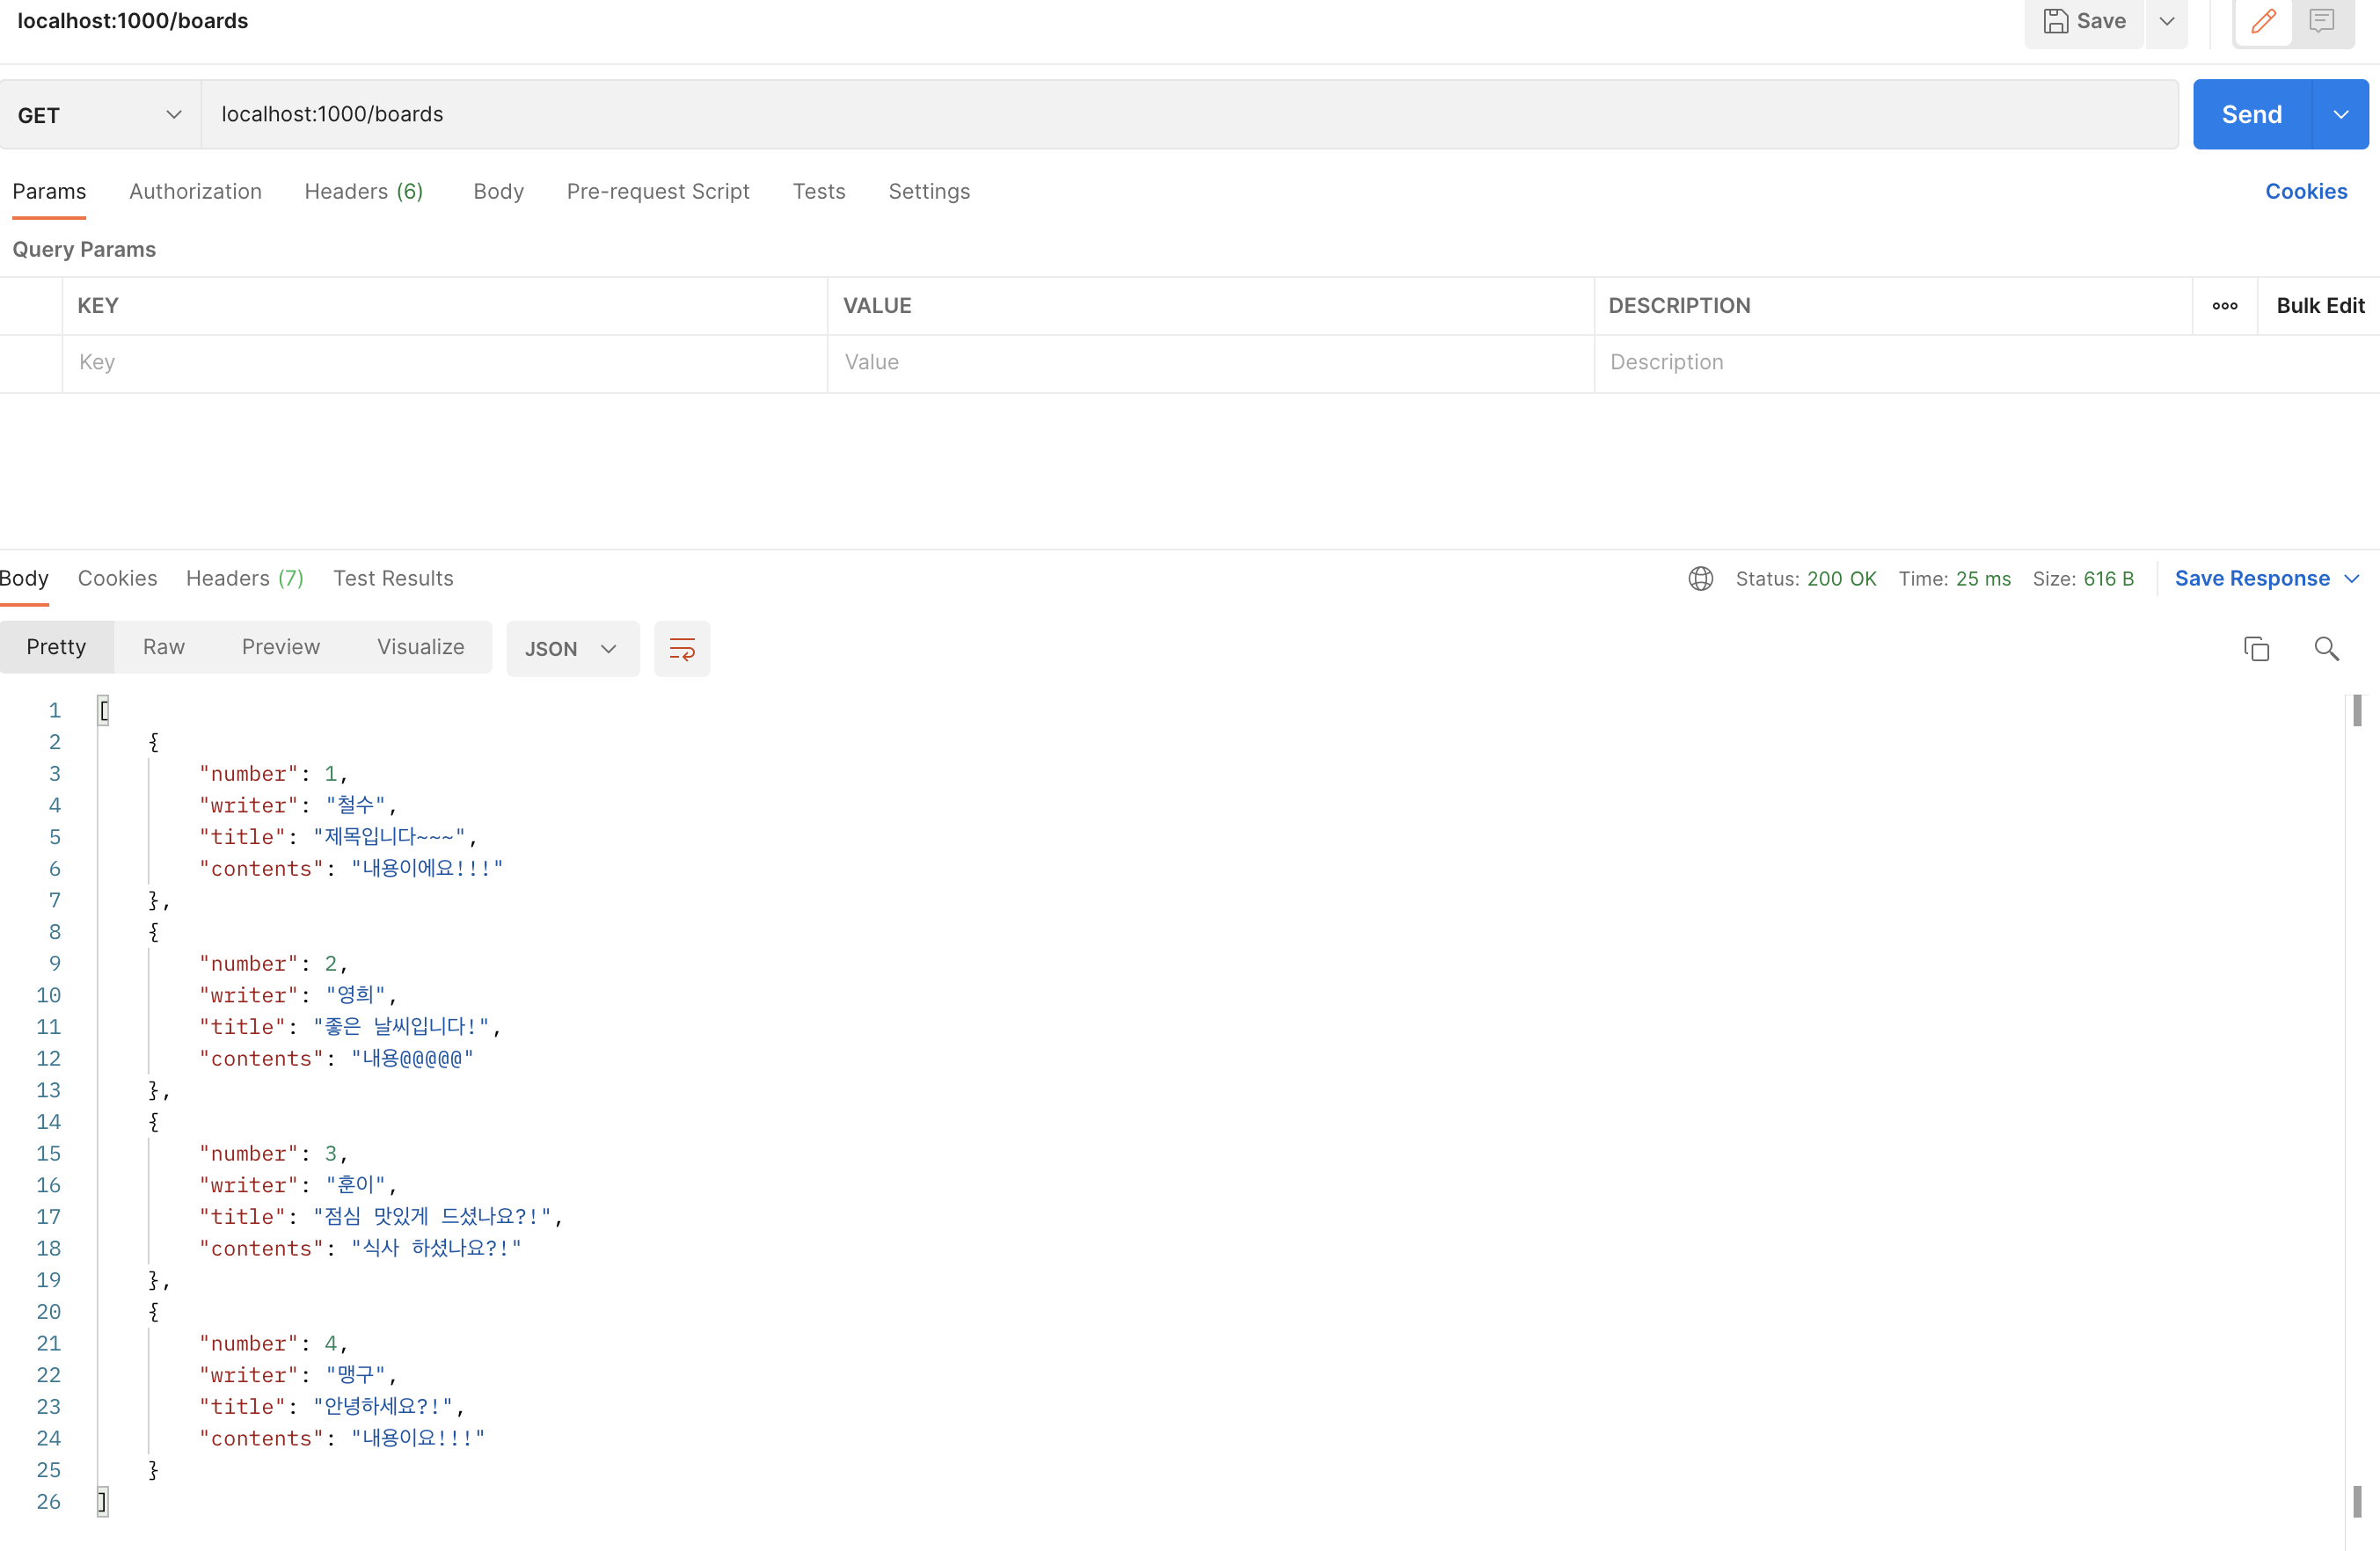 localhost:1000/boards
Save
GET
localhost:1000/boards
Send
Params Authorization Headers (6) Body Pre-request Script Tests Settings Cookies
Query Params
KEY VALUE DESCRIPTION Bulk Edit
Key Value Description
Body Cookies Headers (7) Test Results Status: 200 OK Time: 25 ms Size: 616 B Save Response
Pretty Raw Preview Visualize JSON
1 [
2 {
3 "number": 1,
4 "writer": "철수",
5 "title": "제목입니다~~~",
6 "contents": "내용이에요!!!"
7 },
8 {
9 "number": 2,
10 "writer": "영희",
11 "title": "좋은 날씨입니다!",
12 "contents": "내용@@@@@"
13 },
14 {
15 "number": 3,
16 "writer": "훈이",
17 "title": "점심 맛있게 드셨나요?!",
18 "contents": "식사 하셨나요?!"
19 },
20 {
21 "number": 4,
22 "writer": "맹구",
23 "title": "안녕하세요?!",
24 "contents": "내용이요!!!"
25 }
26 ]